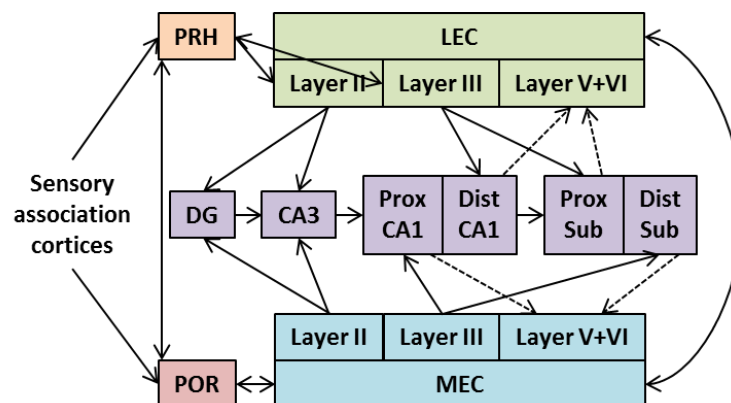 PRH
LEC
Layer II
Layer III
Layer V+VI
Sensory
association
cortices
DG
CA3
Prox
CA1
Dist
CA1
Prox
Sub
Dist
Sub
Layer II
Layer III
Layer V+VI
POR
MEC